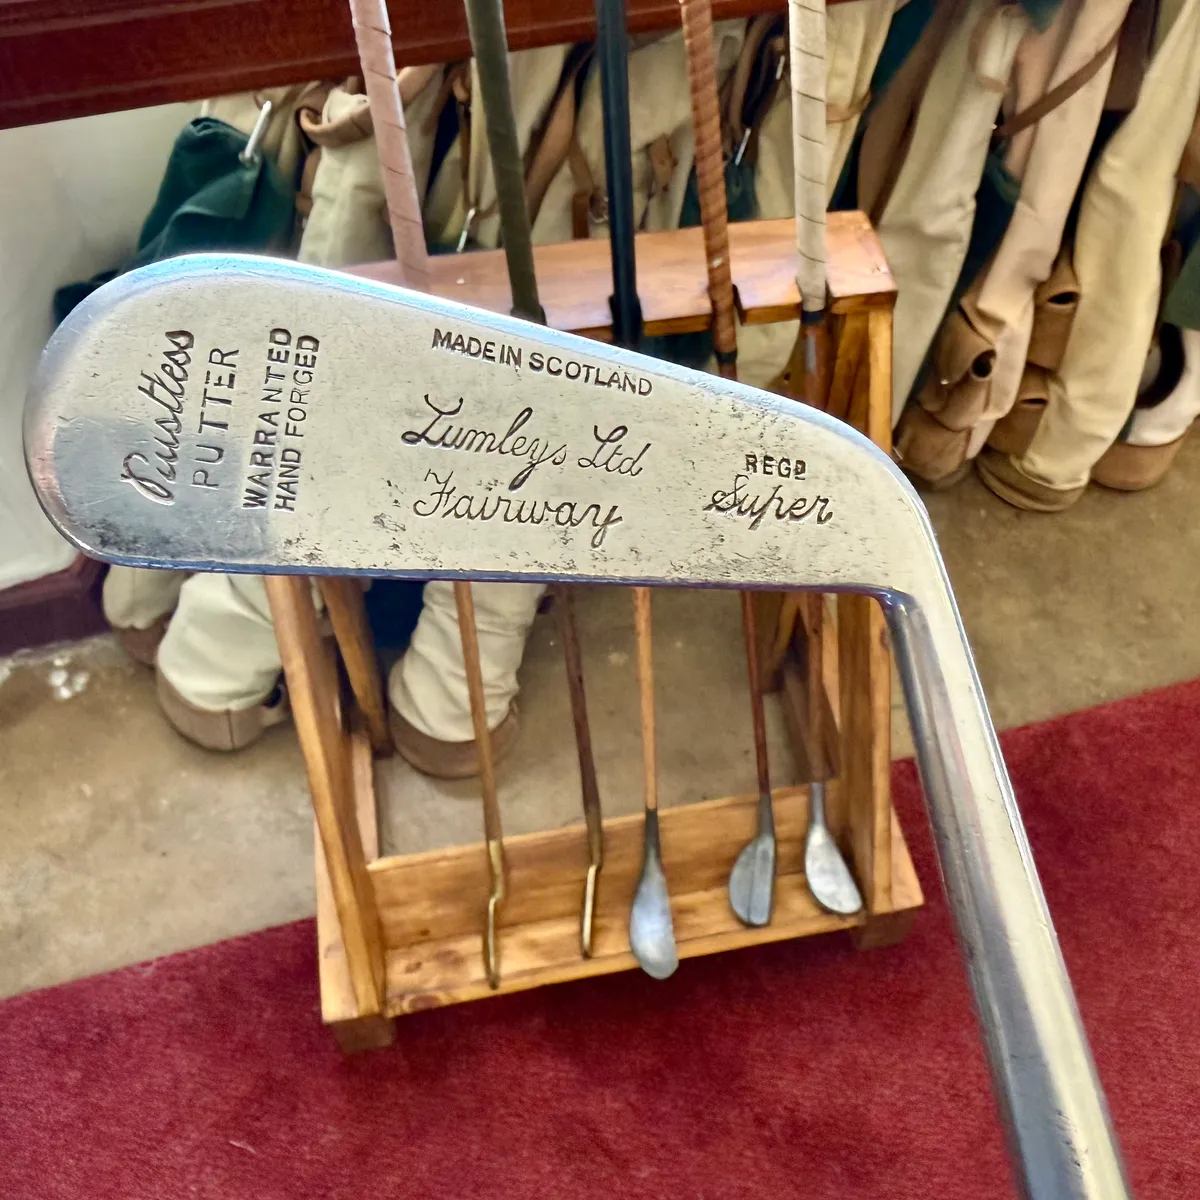 Rustless
PUTTER
WARRANTED
HAND FORGED
MADE IN SCOTLAND
Lumleys Ltd
Fairway
REGD
Super